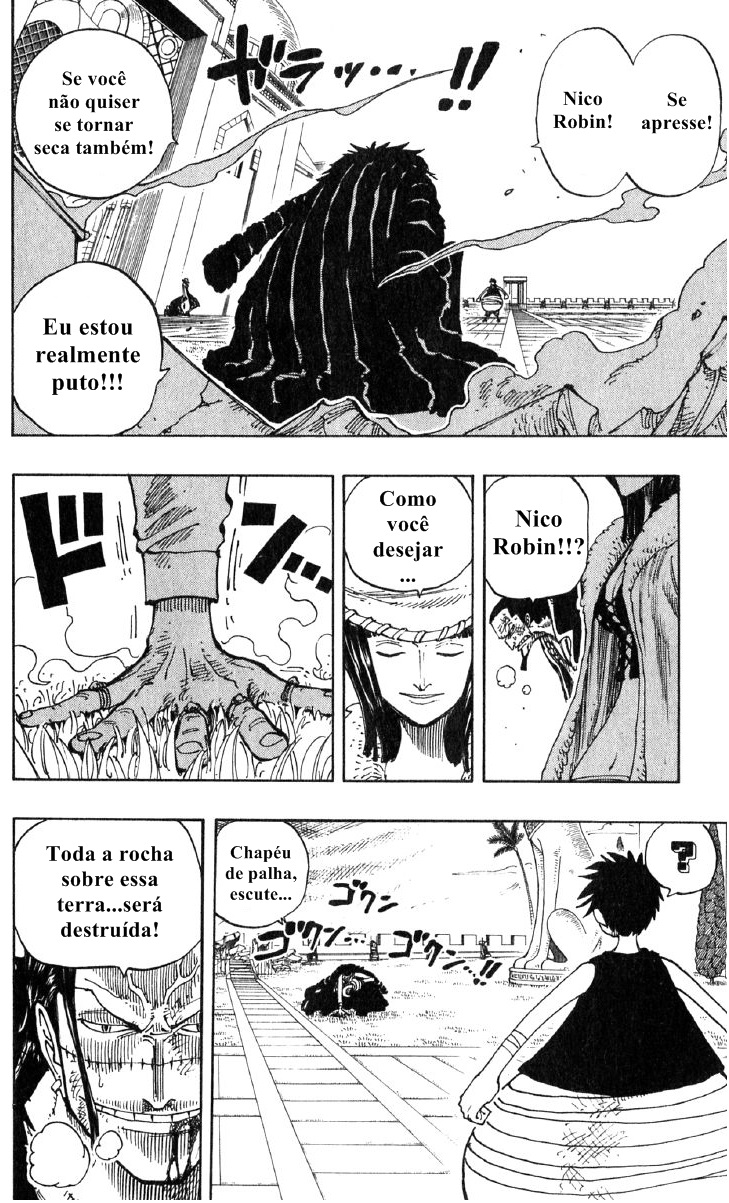 Se
apresse!
Nico
Robin!
ガラッ...!!
Se você
não quiser
se tornar
seca também!
Eu estou
realmente
puto!!!
Nico
Robin!!?
Como
você
desejar
...
ドン...
?
Chapéu
de palha,
escute...
ゴクン
ゴクン...
ゴクン...!!
Toda a rocha
sobre essa
terra...será
destruída!